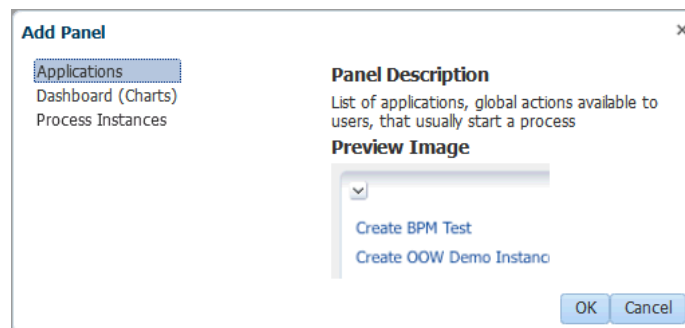 Add Panel
Applications
Dashboard (Charts)
Process Instances
Panel Description
List of applications, global actions available to
users, that usually start a process
Preview Image
Create BPM Test
Create OOW Demo Instanc
OK
Cancel